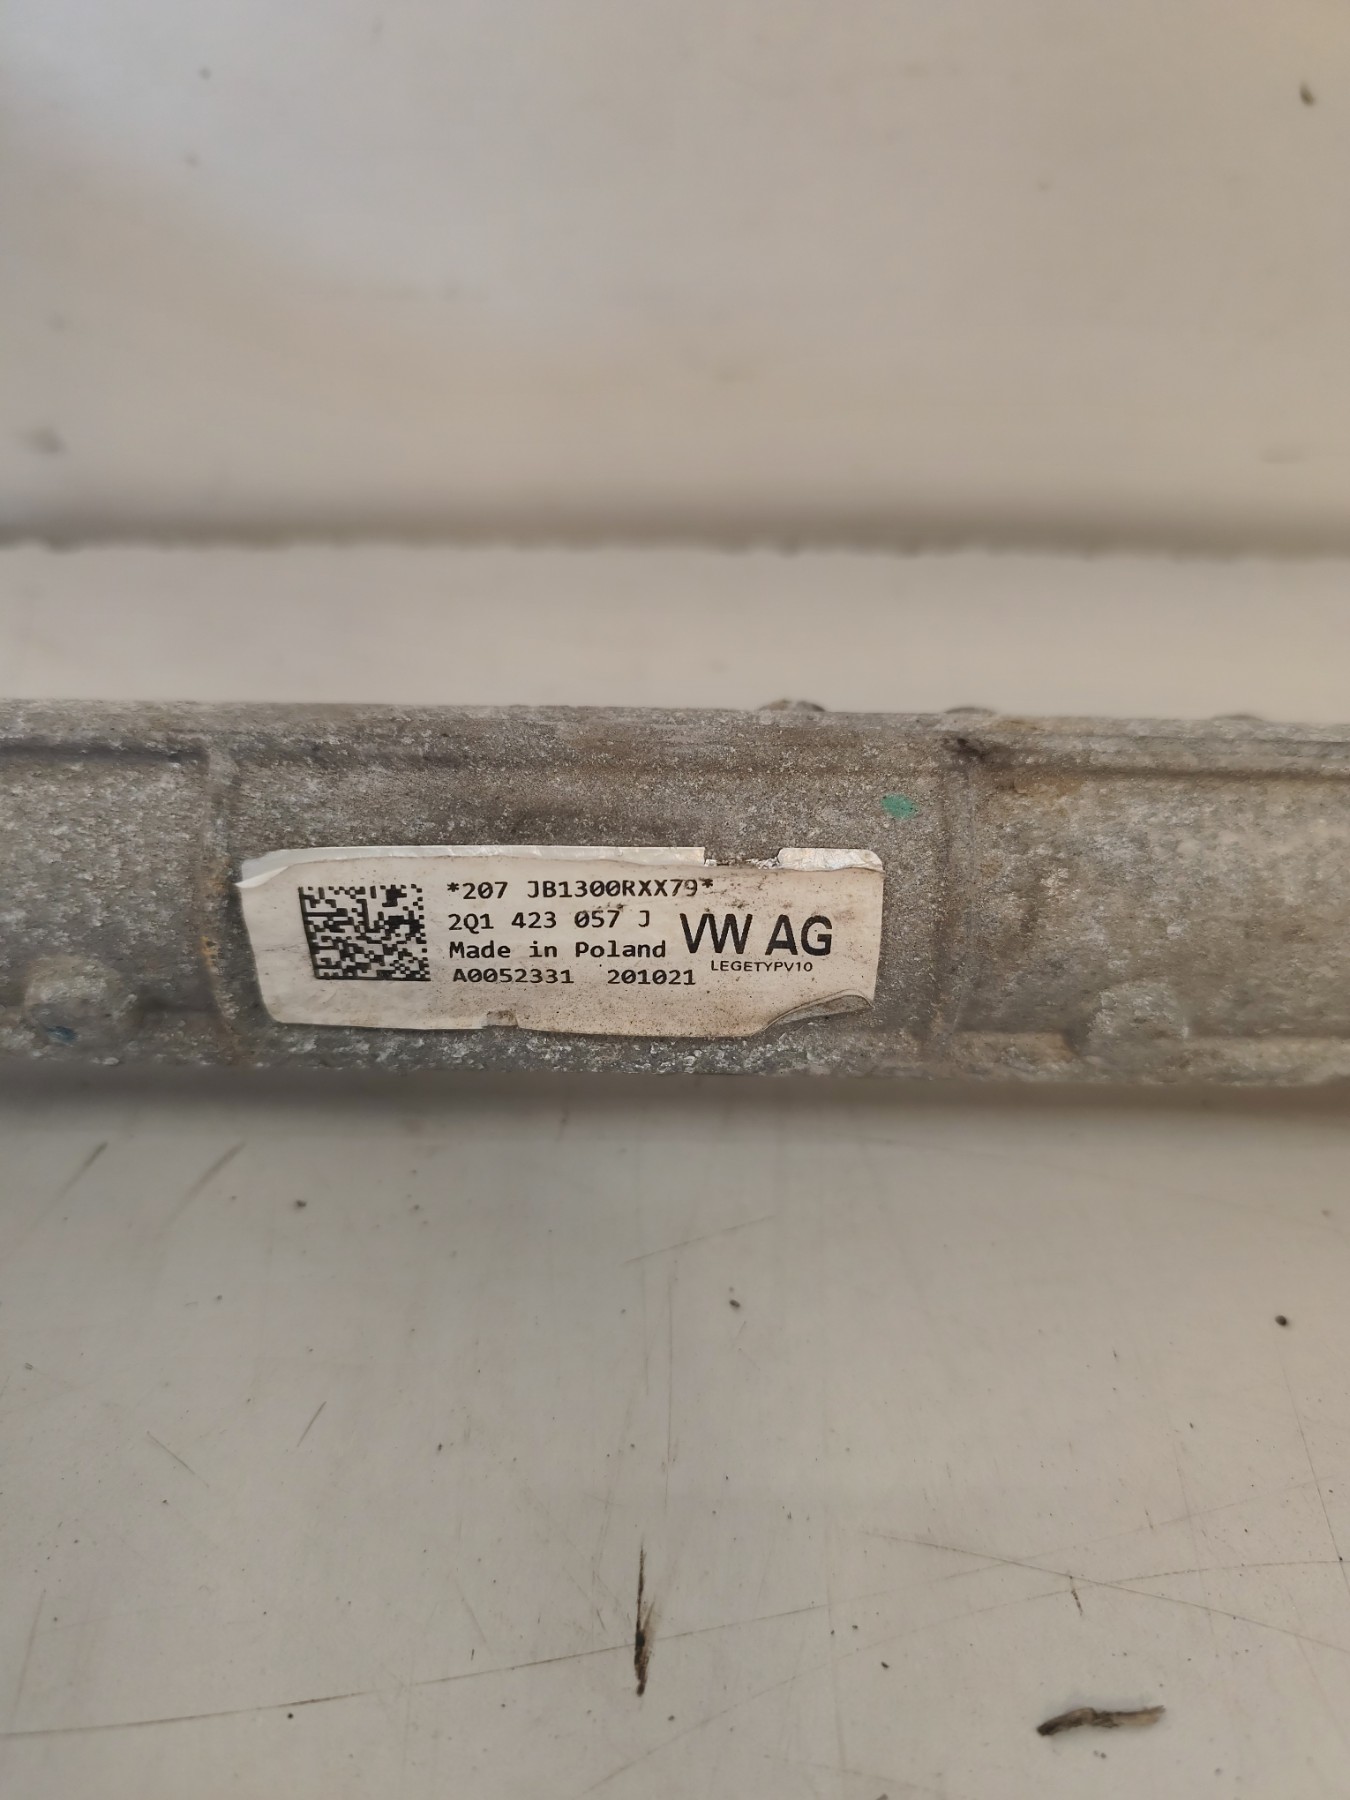 *207 JB1300RXX79*
2Q1 423 057 J
Made in Poland
A0052331 201021
VW AG
LEGETYPV10